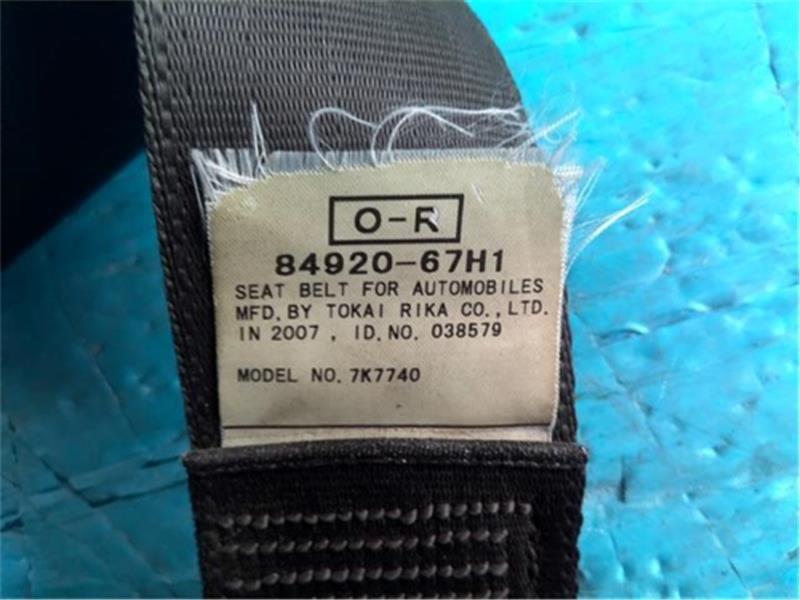 O-R
84920-67H1
SEAT BELT FOR AUTOMOBILES
MFD. BY TOKAI RIKA CO., LTD.
IN 2007 , ID. NO. 038579
MODEL NO. 7K7740